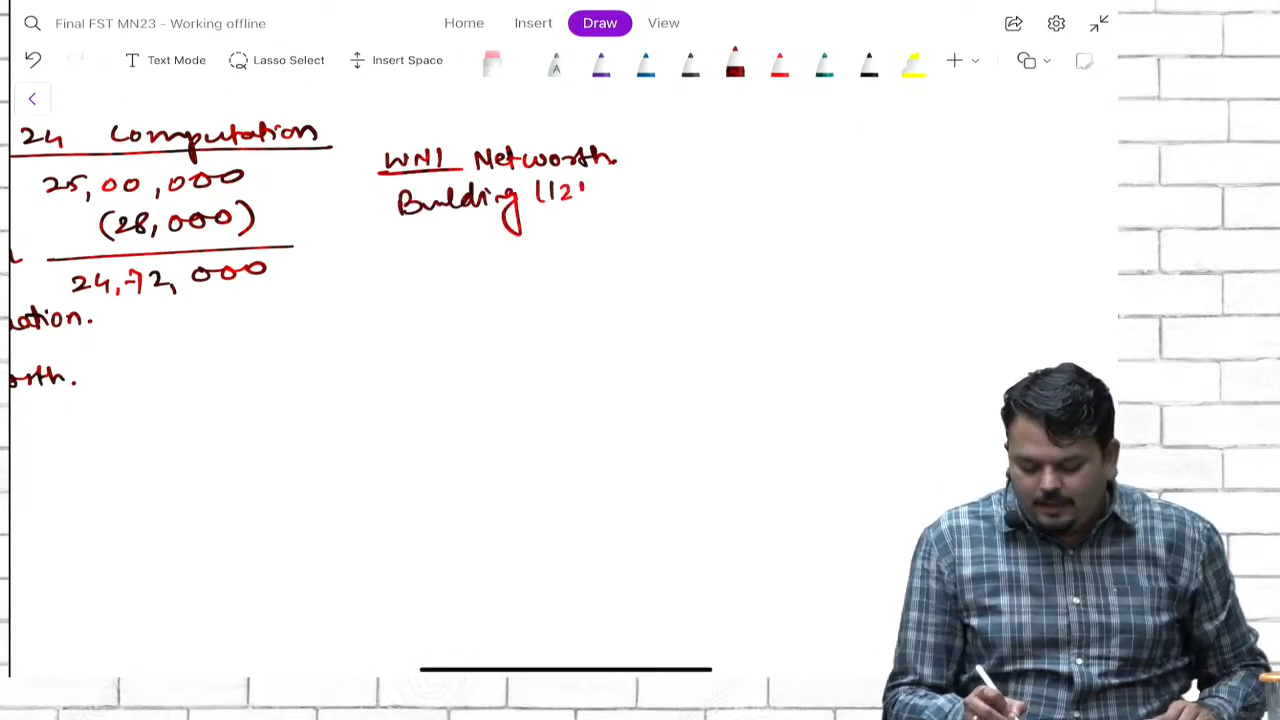 Final FST MN23 - Working offline
Home Insert Draw View
Text Mode Lasso Select Insert Space
A
24 Computation
25,00,000
(28,000)
24,72,000
ation.
orth.
WN1 Networth.
Building (12